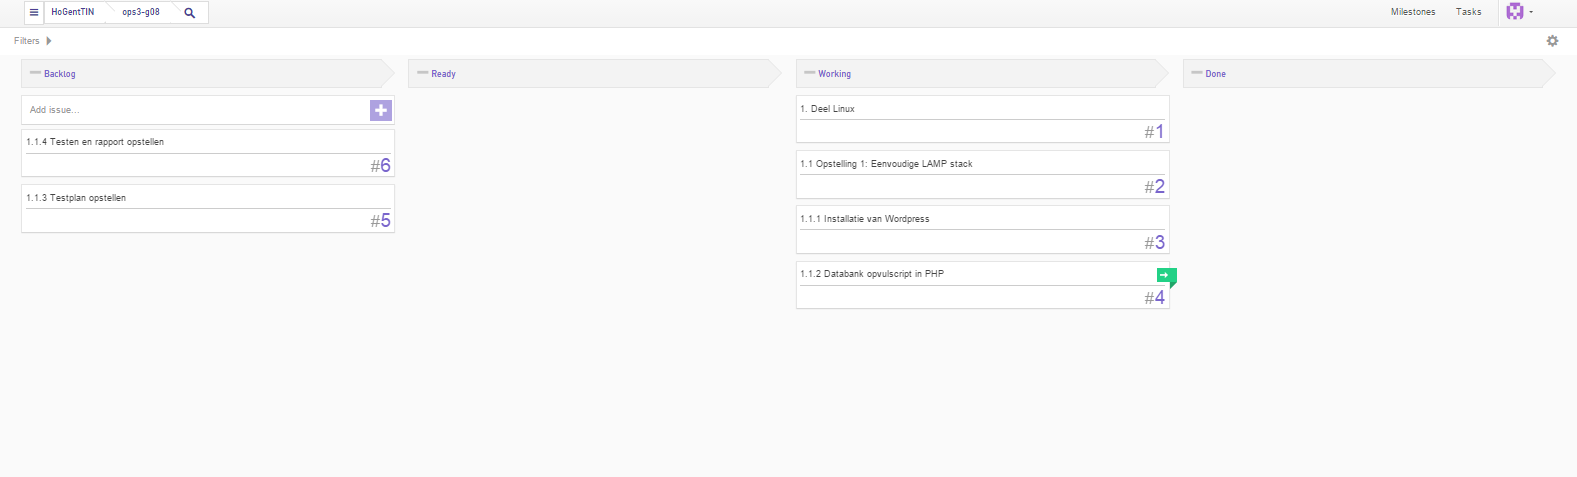 HoGentTIN
ops3-g08
Milestones
Tasks
Filters
Backlog
Add issue...
1.1.4 Testen en rapport opstellen
#6
1.1.3 Testplan opstellen
#5
Ready
Working
1. Deel Linux
#1
1.1 Opstelling 1: Eenvoudige LAMP stack
#2
1.1.1 Installatie van Wordpress
#3
1.1.2 Databank opvulscript in PHP
#4
Done